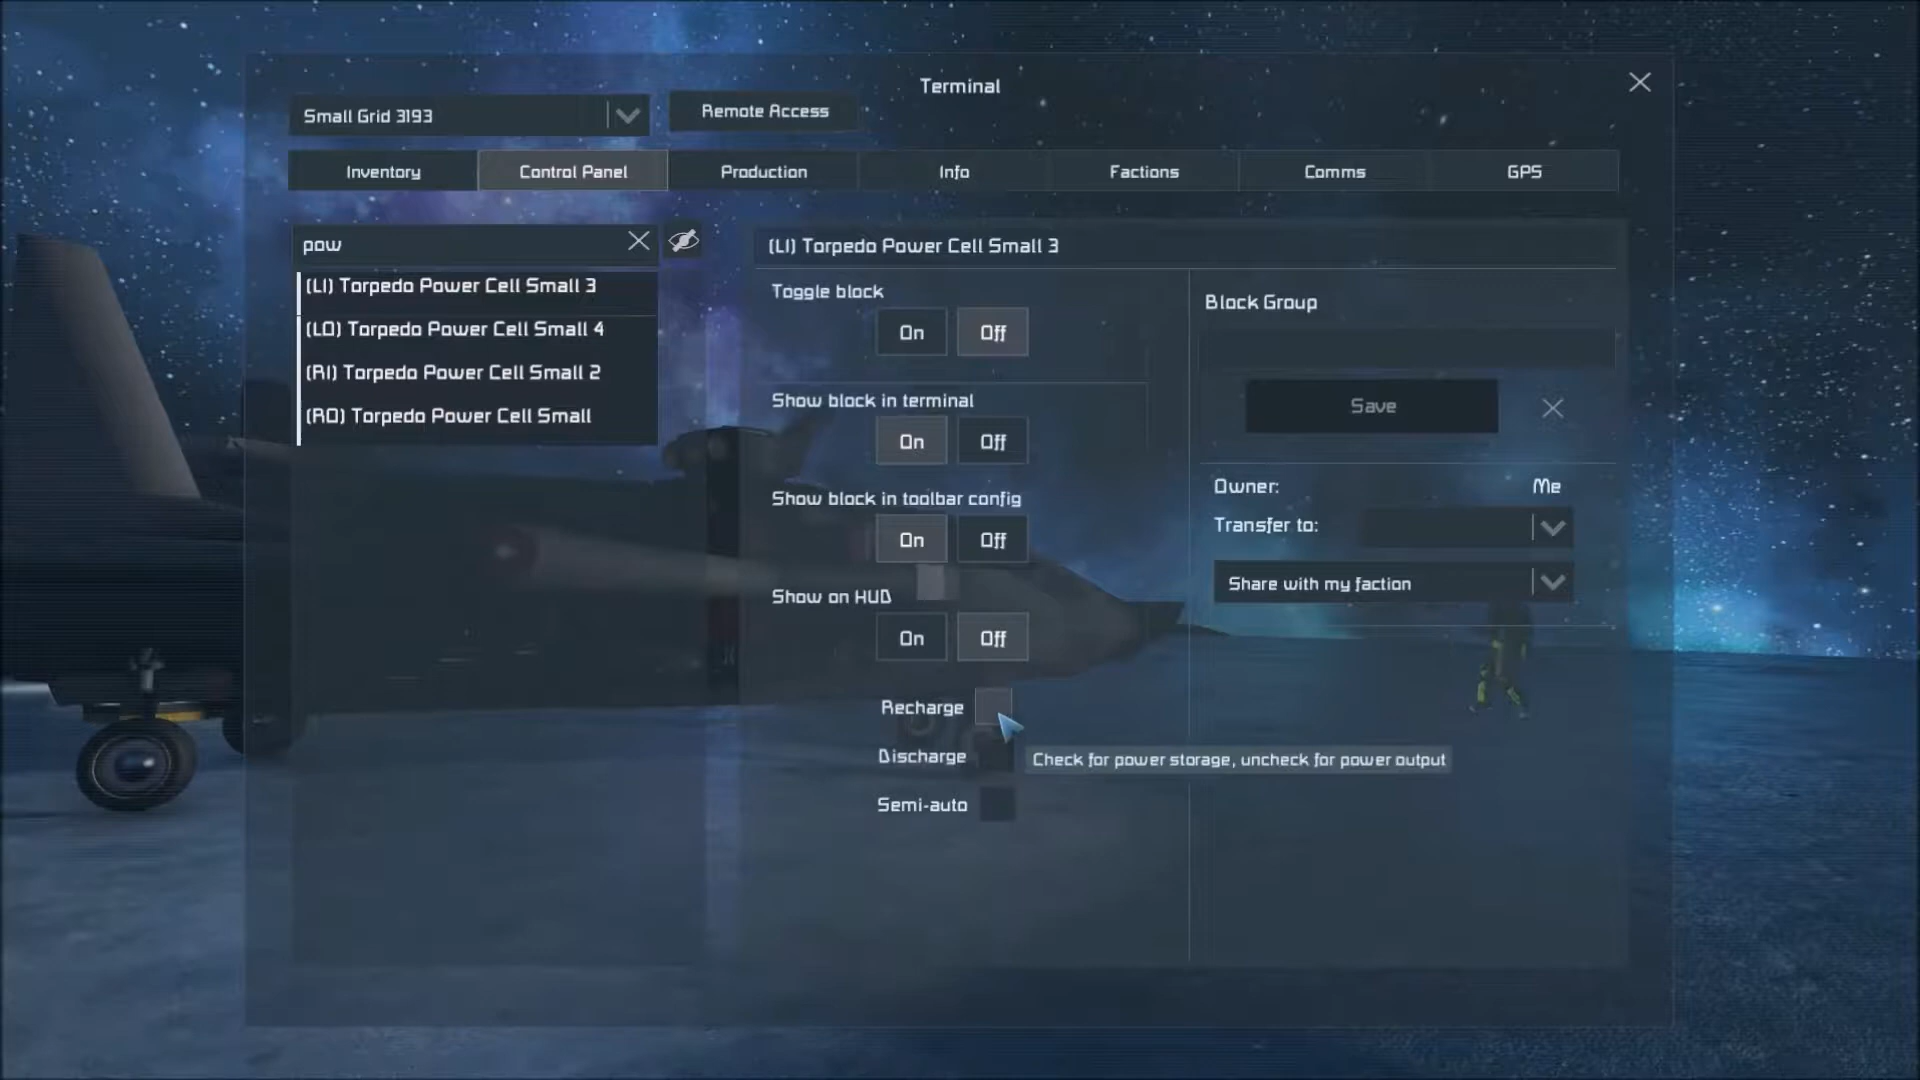 Terminal
Small Grid 3193
Remote Access
Inventory
Control Panel
Production
Info
Factions
Comms
GPS
pow
(LI) Torpedo Power Cell Small 3
(LO) Torpedo Power Cell Small 4
(RI) Torpedo Power Cell Small 2
(RO) Torpedo Power Cell Small
(LI) Torpedo Power Cell Small 3
Toggle block
On Off
Show block in terminal
On Off
Show block in toolbar config
On Off
Show on HUD
On Off
Recharge
Discharge
Semi-auto
Check for power storage, uncheck for power output
Block Group
Save
Owner: Me
Transfer to:
Share with my faction